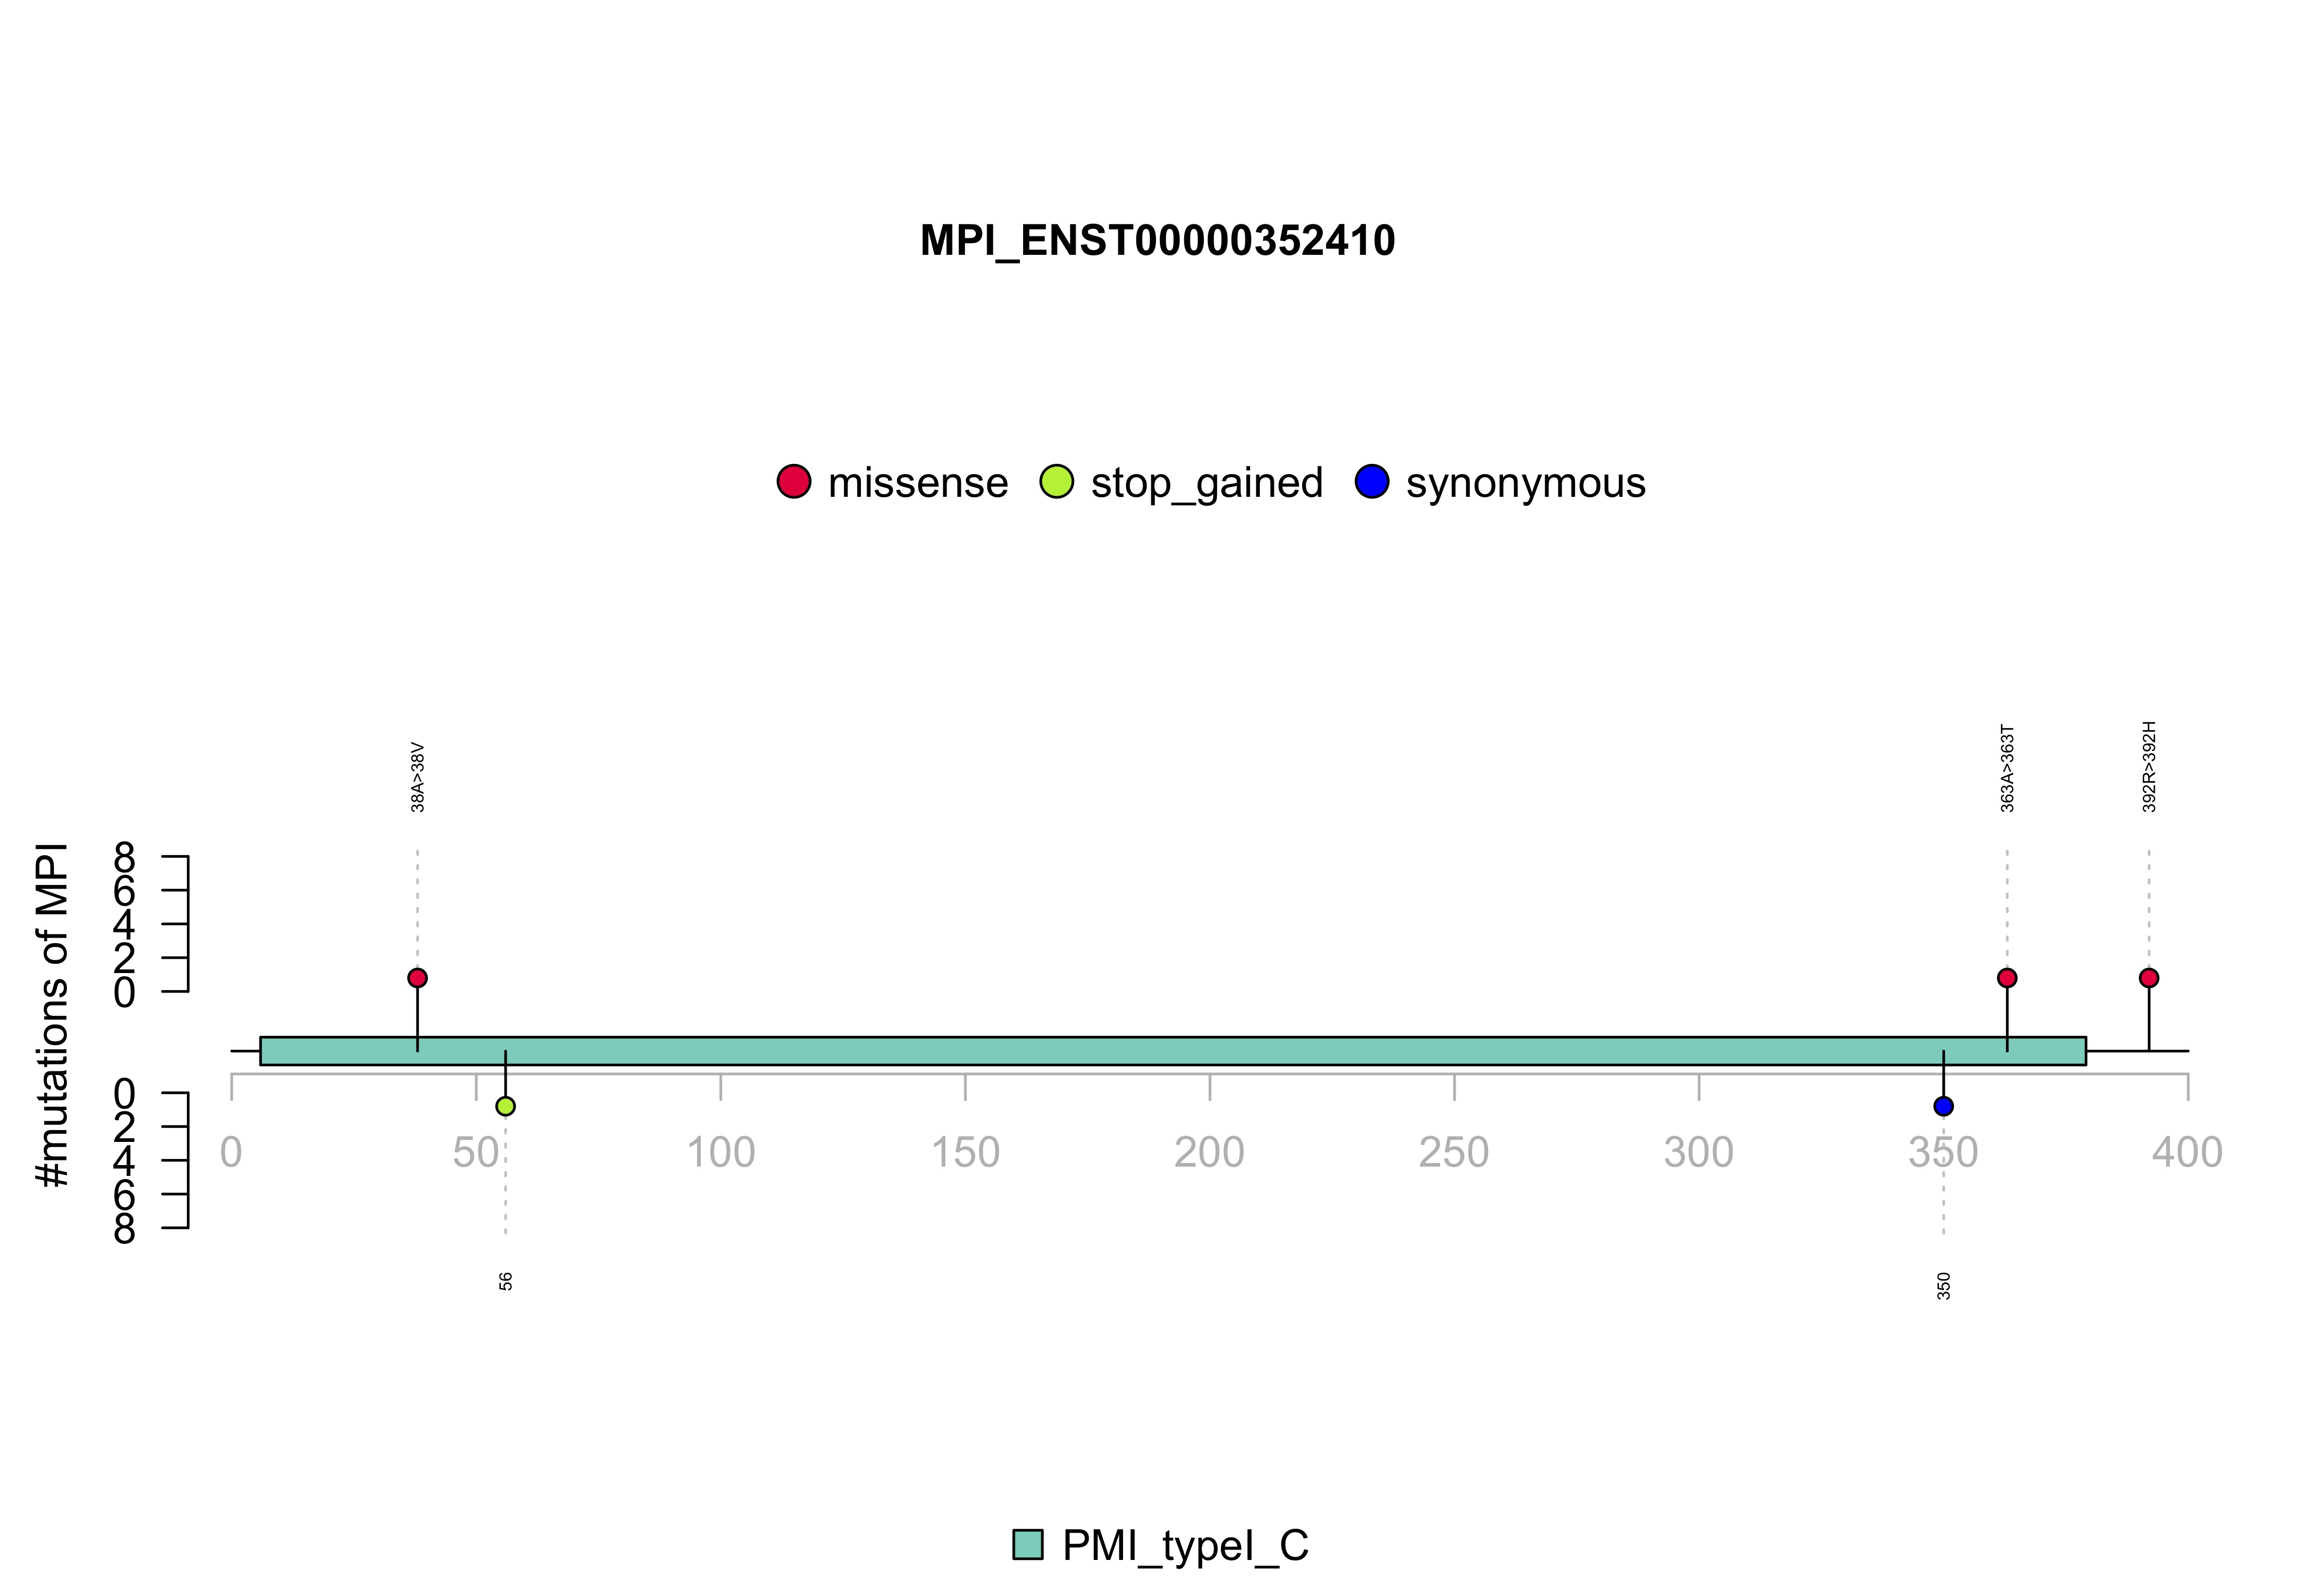 MPI_ENST00000352410
missense stop_gained synonymous
38A>38V 363A>363T 392R>392H
#mutations of MPI
8
6
4
2
0
0
2
4
6
8
0 50 100 150 200 250 300 350 400
56 350
PMI_typeI_C